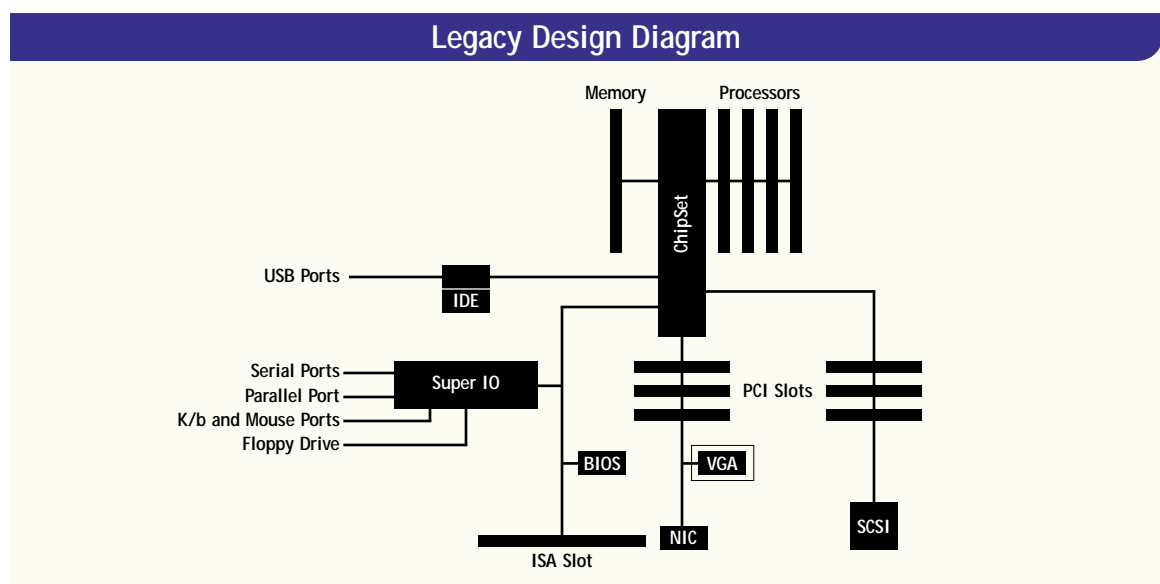 Legacy Design Diagram
Memory
Processors
ChipSet
USB Ports
IDE
Serial Ports
Super IO
Parallel Port
PCI Slots
K/b and Mouse Ports
Floppy Drive
BIOS
VGA
SCSI
NIC
ISA Slot